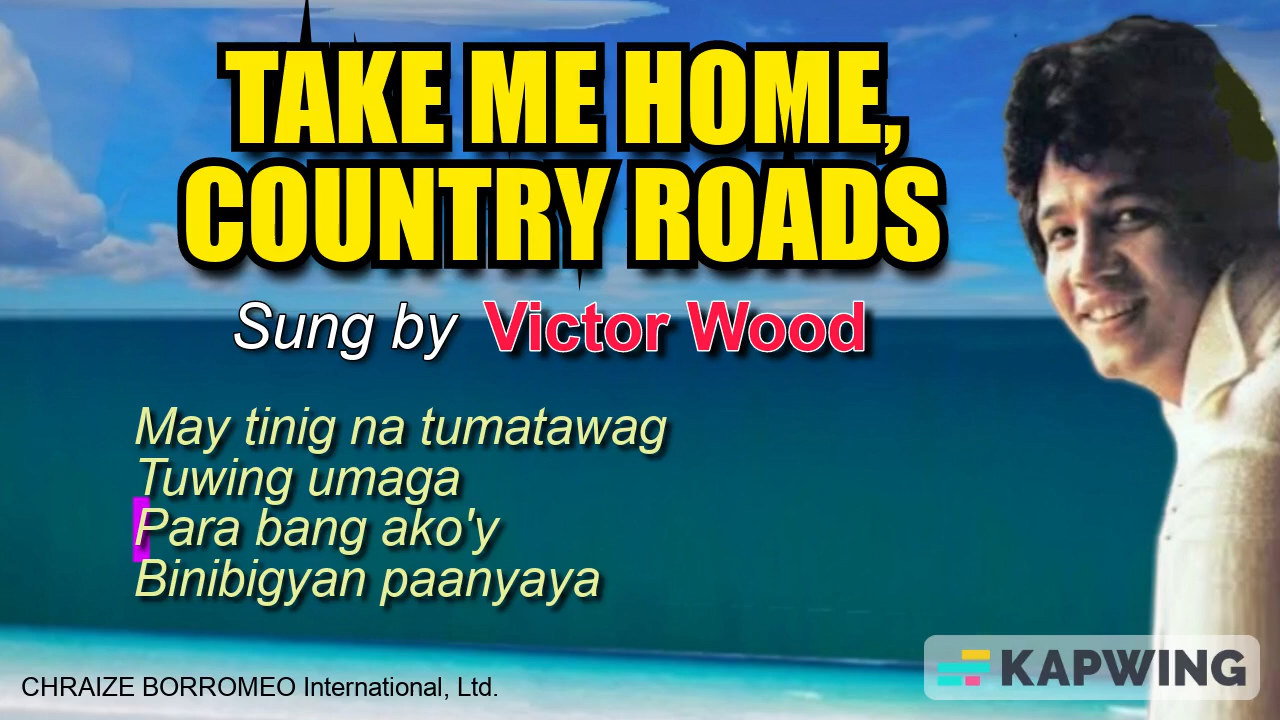 TAKE ME HOME,
COUNTRY ROADS
Sung by Victor Wood
May tinig na tumatawag
Tuwing umaga
Para bang ako'y
Binibigyan paanyaya
CHRAIZE BORROMEO International, Ltd.
KAPWING